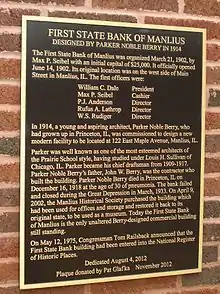 FIRST STATE BANK OF MANLIUS
DESIGNED BY PARKER NOBLE BERRY IN 1914
The First State Bank of Manlius was organized March 21, 1902, by
Max P. Seibel with an initial capital of $25,000. It officially opened
June 14, 1902. Its original location was on the west side of Main
Street in Manlius, IL. The first officers were:
William C. Dale President
Max P. Seibel Cashier
P.J. Anderson Director
Rufus A. Lathrop Director
W.S. Rudiger Director
In 1914, a young and aspiring architect, Parker Noble Berry, who
had grown up in Princeton, IL, was commissioned to design a new
modern facility to be located at 122 East Maple Avenue, Manlius, IL.
Parker was well known as one of the most esteemed architects of
the Prairie School style, having studied under Louis H. Sullivan of
Chicago, IL. Parker became his chief draftsman from 1909-1917.
Parker Noble Berry's father, John W. Berry, was the contractor who
built the building. Parker Noble Berry died in Princeton, IL on
December 16, 1918 at the age of 30 of pneumonia. The bank failed
and closed during the Great Depression in March, 1933. On April 9,
2002, the Manlius Historical Society purchased the building which
had been used for offices and storage and restored it back to its
original state, to be used as a museum. Today the First State Bank
of Manlius is the only unaltered Berry-designed commercial building
still standing.
On May 12, 1975, Congressman Tom Railsback announced that the
First State Bank building had been entered into the National Register
of Historic Places.
Dedicated August 4, 2012
Plaque donated by Pat Glafka November 2012